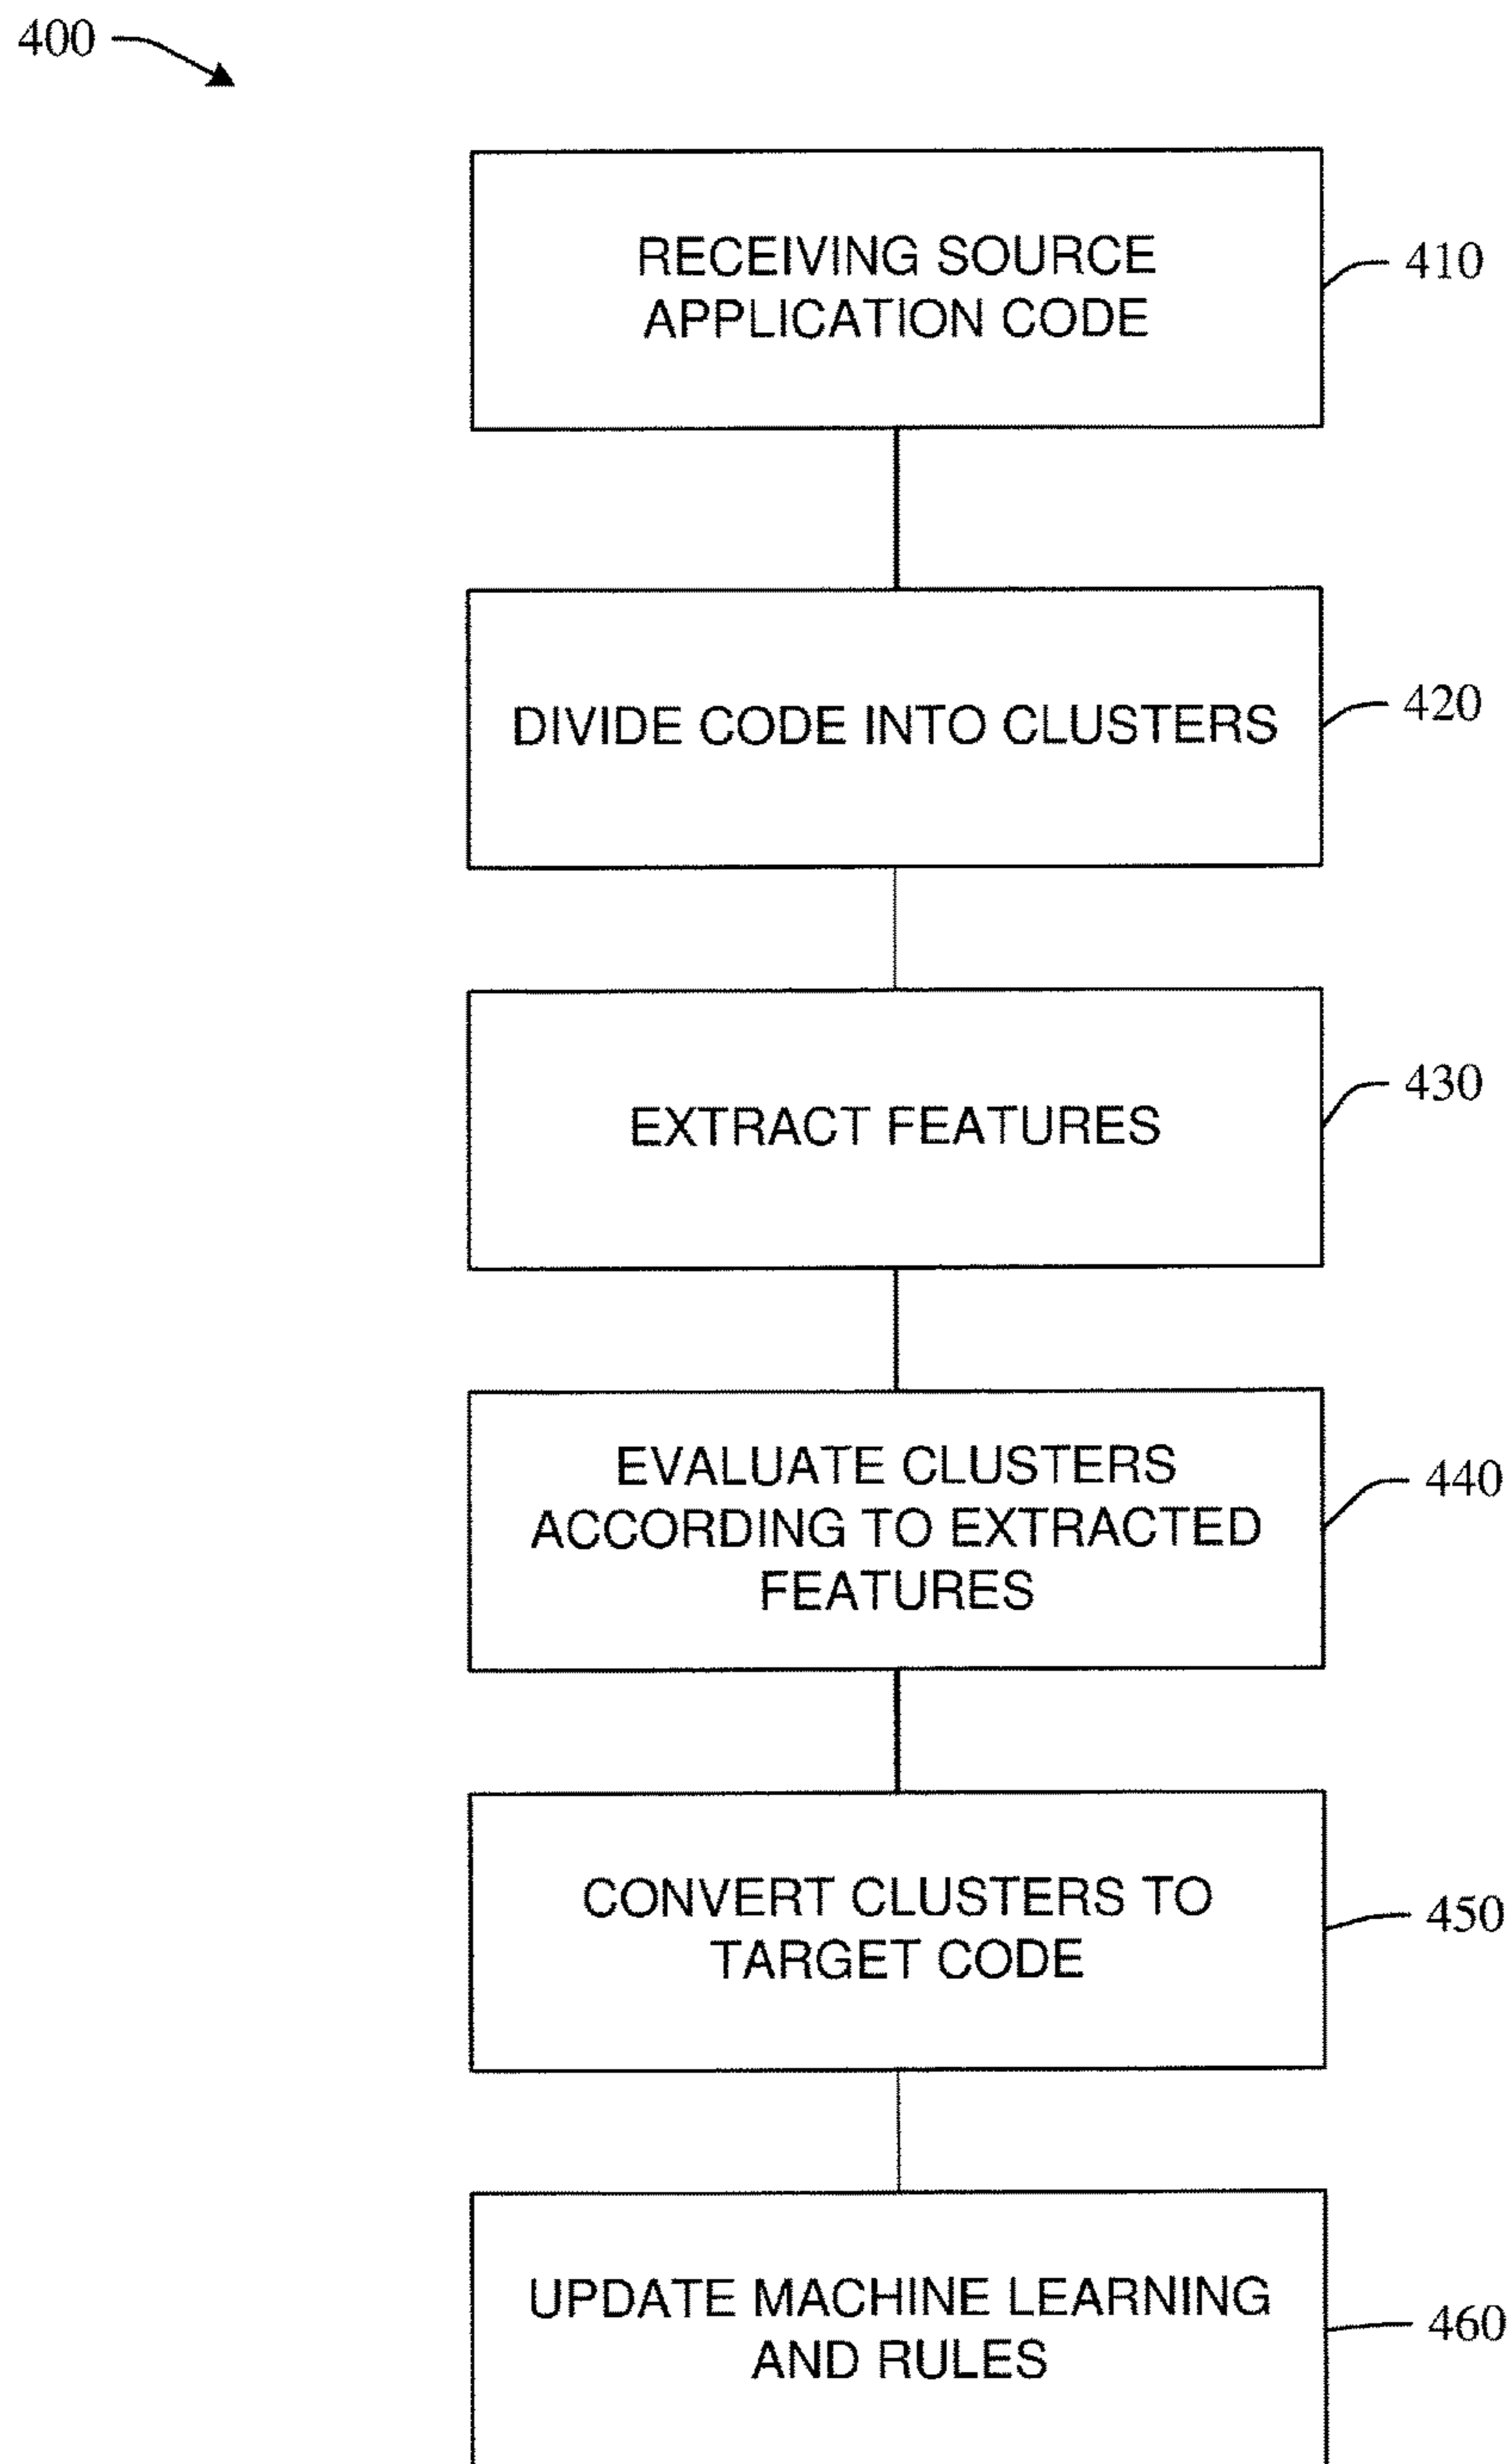 400
RECEIVING SOURCE
APPLICATION CODE
410
DIVIDE CODE INTO CLUSTERS
420
EXTRACT FEATURES
430
EVALUATE CLUSTERS
ACCORDING TO EXTRACTED
FEATURES
440
CONVERT CLUSTERS TO
TARGET CODE
450
UPDATE MACHINE LEARNING
AND RULES
460